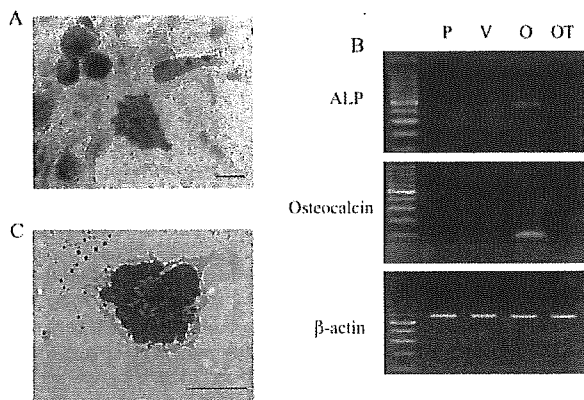 A
B
P V O OT
ALP
Osteocalcin
C
β-actin